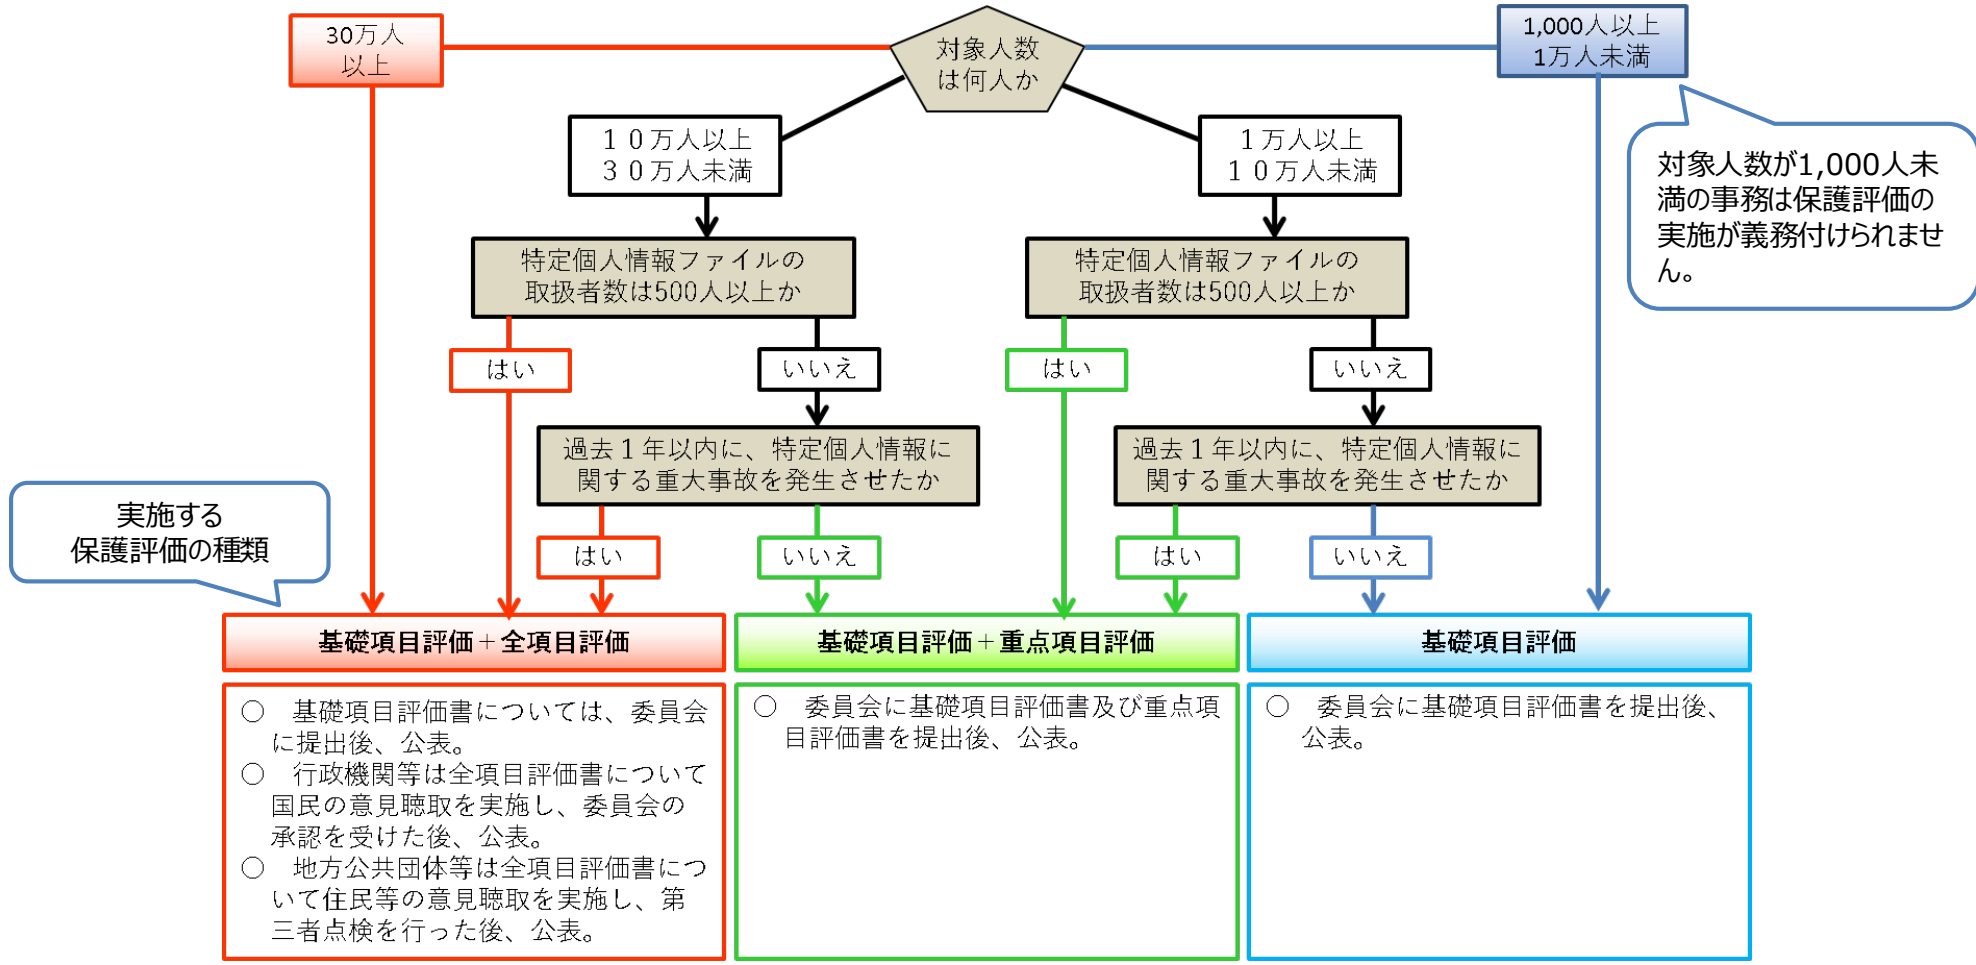 30万人
以上
対象人数
は何人か
1,000人以上
1万人未満
１０万人以上
３０万人未満
１万人以上
１０万人未満
対象人数が1,000人未
満の事務は保護評価の
実施が義務付けられませ
ん。
特定個人情報ファイルの
取扱者数は500人以上か
特定個人情報ファイルの
取扱者数は500人以上か
はい
いいえ
はい
いいえ
過去１年以内に、特定個人情報に
関する重大事故を発生させたか
過去１年以内に、特定個人情報に
関する重大事故を発生させたか
実施する
保護評価の種類
はい
いいえ
はい
いいえ
基礎項目評価＋全項目評価
基礎項目評価＋重点項目評価
基礎項目評価
○　基礎項目評価書については、委員会
に提出後、公表。
○　行政機関等は全項目評価書について
国民の意見聴取を実施し、委員会の
承認を受けた後、公表。
○　地方公共団体等は全項目評価書につ
いて住民等の意見聴取を実施し、第
三者点検を行った後、公表。
○　委員会に基礎項目評価書及び重点項
目評価書を提出後、公表。
○　委員会に基礎項目評価書を提出後、
公表。